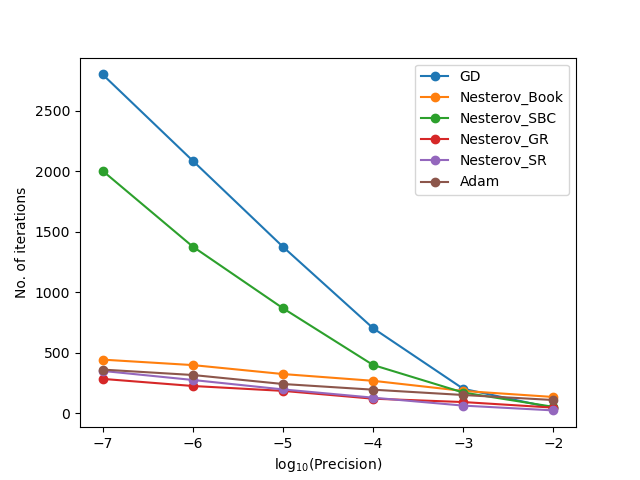 GD
Nesterov_Book
Nesterov_SBC
Nesterov_GR
Nesterov_SR
Adam
No. of iterations
2500
2000
1500
1000
500
0
−7 −6 −5 −4 −3 −2
log₁₀(Precision)